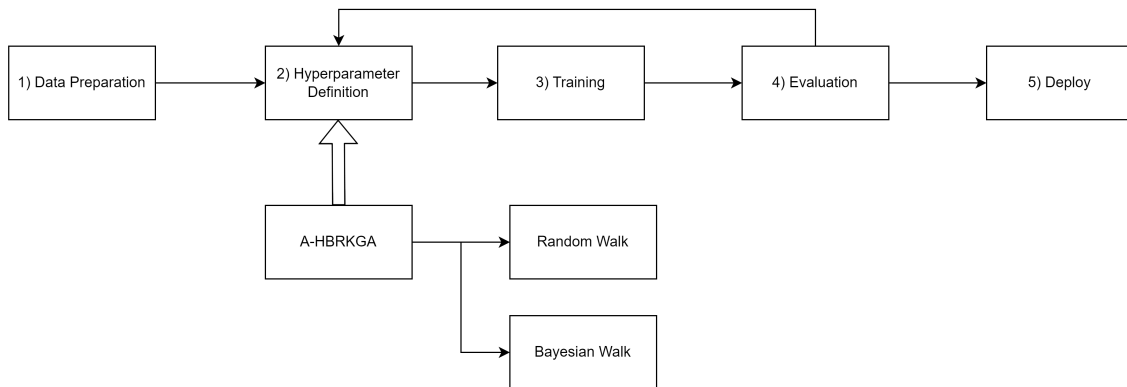 1) Data Preparation
2) Hyperparameter
Definition
3) Training
4) Evaluation
5) Deploy
A-HBRKGA
Random Walk
Bayesian Walk